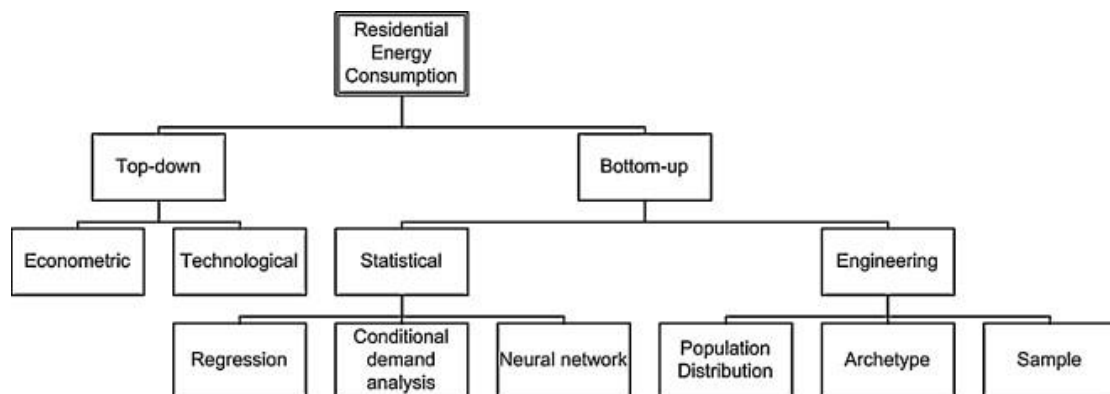 Residential
Energy
Consumption
Top-down
Bottom-up
Econometric
Technological
Statistical
Engineering
Regression
Conditional
demand
analysis
Neural network
Population
Distribution
Archetype
Sample